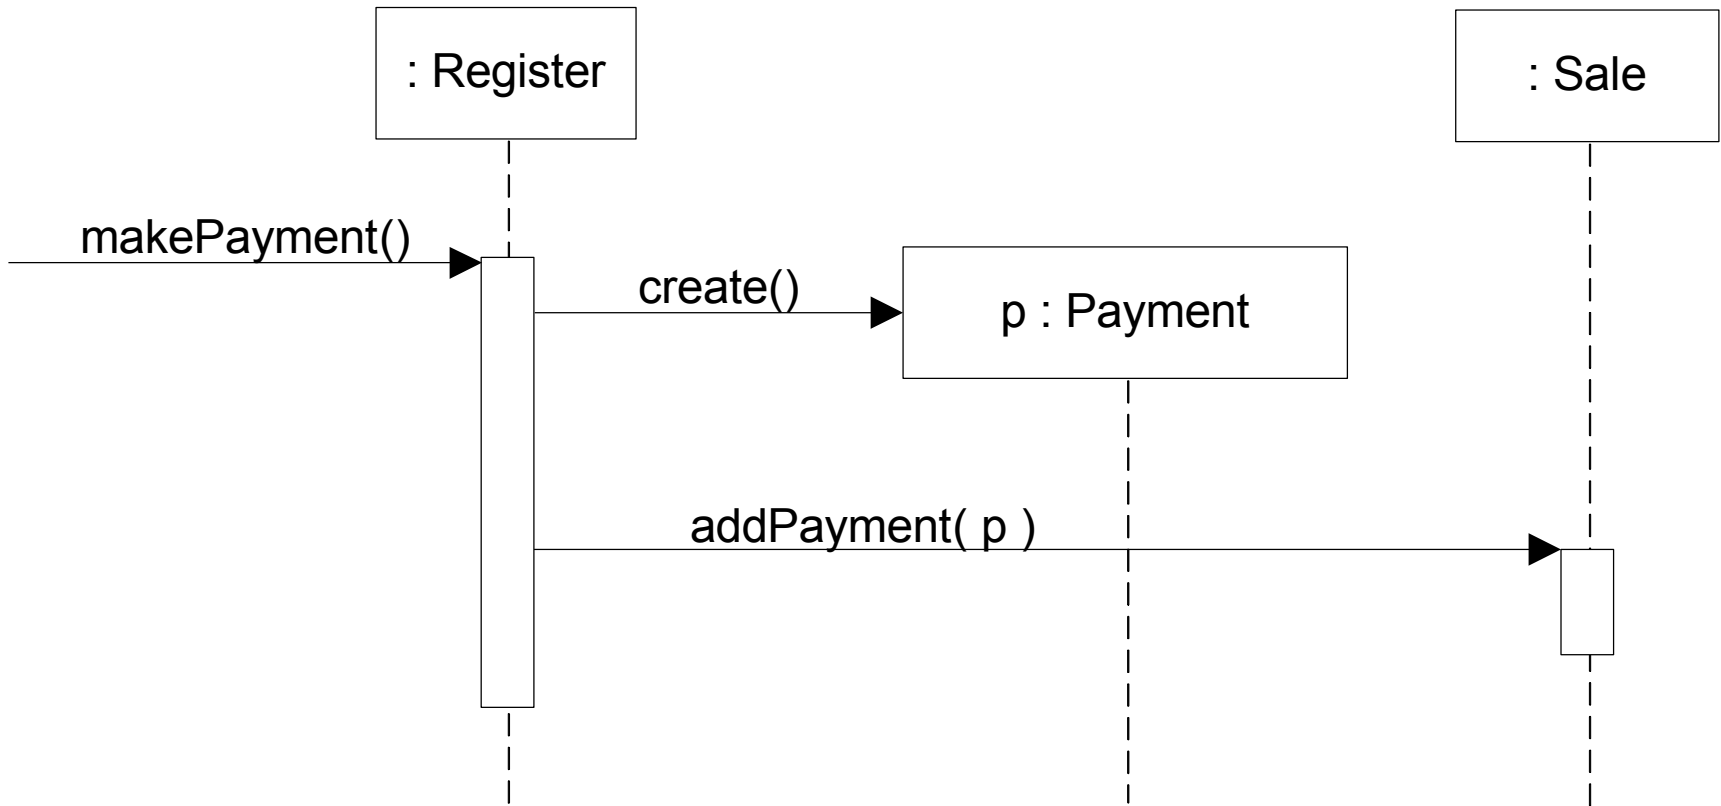 : Register
: Sale
makePayment()
create()
p : Payment
addPayment( p )